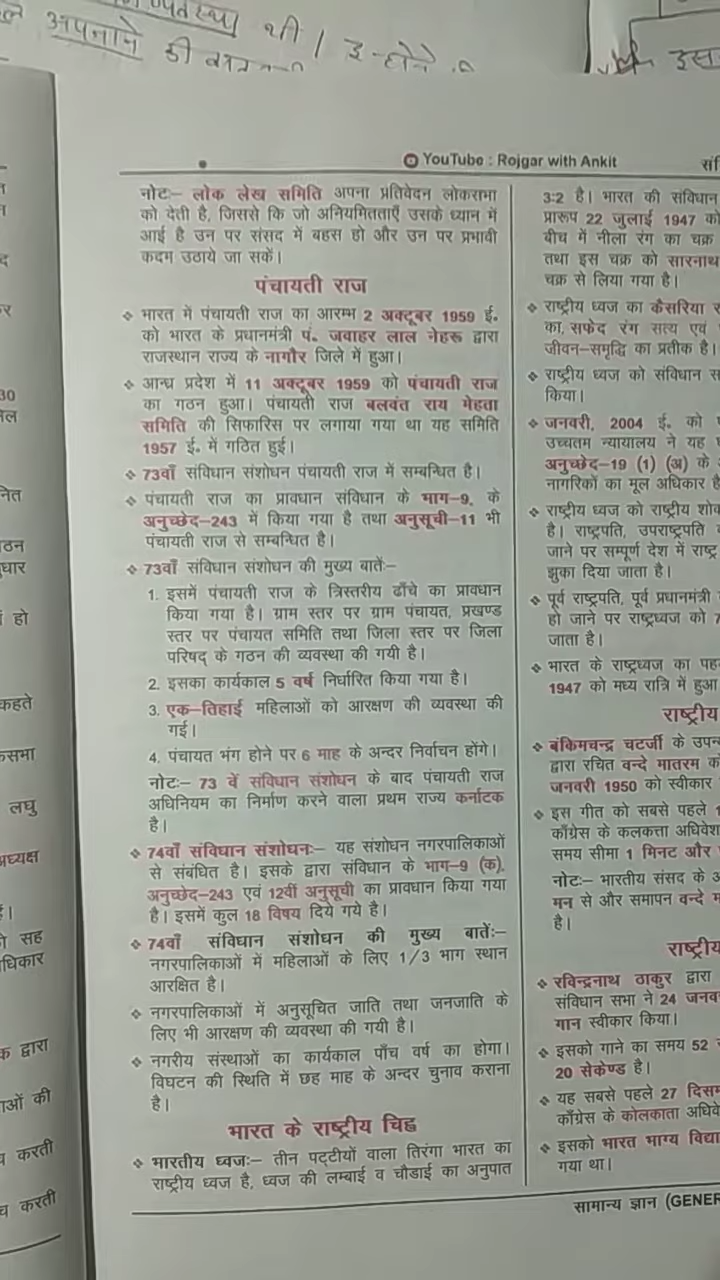 अपनाने की
थी। इन्होने
इस
YouTube : Rojgar with Ankit
नोटः– लोक लेख समिति अपना प्रतिवेदन लोकसभा
को देती है, जिससे कि जो अनियमितताएँ उसके ध्यान में
आई है उन पर संसद में बहस हो और उन पर प्रभावी
कदम उठाये जा सकें।
पंचायती राज
❖ भारत में पंचायती राज का आरम्भ 2 अक्टूबर 1959 ई॰
को भारत के प्रधानमंत्री पं॰ जवाहर लाल नेहरू द्वारा
राजस्थान राज्य के नागौर जिले में हुआ।
❖ आन्ध्र प्रदेश में 11 अक्टूबर 1959 को पंचायती राज
का गठन हुआ। पंचायती राज बलवंत राय मेहता
समिति की सिफारिस पर लगाया गया था यह समिति
1957 ई॰ में गठित हुई।
❖ 73वाँ संविधान संशोधन पंचायती राज में सम्बन्धित है।
❖ पंचायती राज का प्रावधान संविधान के भाग–9, के
अनुच्छेद–243 में किया गया है तथा अनुसूची–11 भी
पंचायती राज से सम्बन्धित है।
❖ 73वाँ संविधान संशोधन की मुख्य बातें:–
1. इसमें पंचायती राज के त्रिस्तरीय ढाँचे का प्रावधान
किया गया है। ग्राम स्तर पर ग्राम पंचायत, प्रखण्ड
स्तर पर पंचायत समिति तथा जिला स्तर पर जिला
परिषद् के गठन की व्यवस्था की गयी है।
2. इसका कार्यकाल 5 वर्ष निर्धारित किया गया है।
3. एक–तिहाई महिलाओं को आरक्षण की व्यवस्था की
गई।
4. पंचायत भंग होने पर 6 माह के अन्दर निर्वाचन होंगे।
नोटः– 73 वें संविधान संशोधन के बाद पंचायती राज
अधिनियम का निर्माण करने वाला प्रथम राज्य कर्नाटक
है।
❖ 74वाँ संविधान संशोधनः– यह संशोधन नगरपालिकाओं
से संबंधित है। इसके द्वारा संविधान के भाग–9 (क),
अनुच्छेद–243 एवं 12वीं अनुसूची का प्रावधान किया गया
है। इसमें कुल 18 विषय दिये गये है।
❖ 74वाँ संविधान संशोधन की मुख्य बातें:–
नगरपालिकाओं में महिलाओं के लिए 1/3 भाग स्थान
आरक्षित है।
❖ नगरपालिकाओं में अनुसूचित जाति तथा जनजाति के
लिए भी आरक्षण की व्यवस्था की गयी है।
❖ नगरीय संस्थाओं का कार्यकाल पाँच वर्ष का होगा।
विघटन की स्थिति में छह माह के अन्दर चुनाव कराना
है।
भारत के राष्ट्रीय चिह्न
❖ भारतीय ध्वजः– तीन पट्टीयों वाला तिरंगा भारत का
राष्ट्रीय ध्वज है, ध्वज की लम्बाई व चौडाई का अनुपात
3:2 है। भारत की संविधान
प्रारूप 22 जुलाई 1947 को
बीच में नीला रंग का चक्र
तथा इस चक्र को सारनाथ
चक्र से लिया गया है।
❖ राष्ट्रीय ध्वज का केसरिया
का, सफेद रंग सत्य एवं
जीवन–समृद्धि का प्रतीक है।
❖ राष्ट्रीय ध्वज को संविधान
किया।
❖ जनवरी, 2004 ई॰ को
उच्चतम न्यायालय ने यह
अनुच्छेद–19 (1) (अ) के
नागरिकों का मूल अधिकार है
❖ राष्ट्रीय ध्वज को राष्ट्रीय
है। राष्ट्रपति, उपराष्ट्रपति
जाने पर सम्पूर्ण देश में
झुका दिया जाता है।
❖ पूर्व राष्ट्रपति, पूर्व प्रधानमंत्री
हो जाने पर राष्ट्रध्वज को
जाता है।
❖ भारत के राष्ट्रध्वज का
1947 को मध्य रात्रि में हुआ
राष्ट्रीय
❖ बंकिमचन्द्र चटर्जी के
द्वारा रचित वन्दे मातरम
जनवरी 1950 को स्वीकार
❖ इस गीत को सबसे पहले
काँग्रेस के कलकत्ता
समय सीमा 1 मिनट और
नोटः– भारतीय संसद के
मन से और समापन वन्दे
है।
राष्ट्रीय
❖ रविन्द्रनाथ ठाकुर द्वारा
संविधान सभा ने 24
गान स्वीकार किया।
❖ इसको गाने का समय 52
20 सेकेण्ड है।
❖ यह सबसे पहले 27
काँग्रेस के कोलकाता
❖ इसको भारत भाग्य
गया था।
सामान्य ज्ञान (GENER